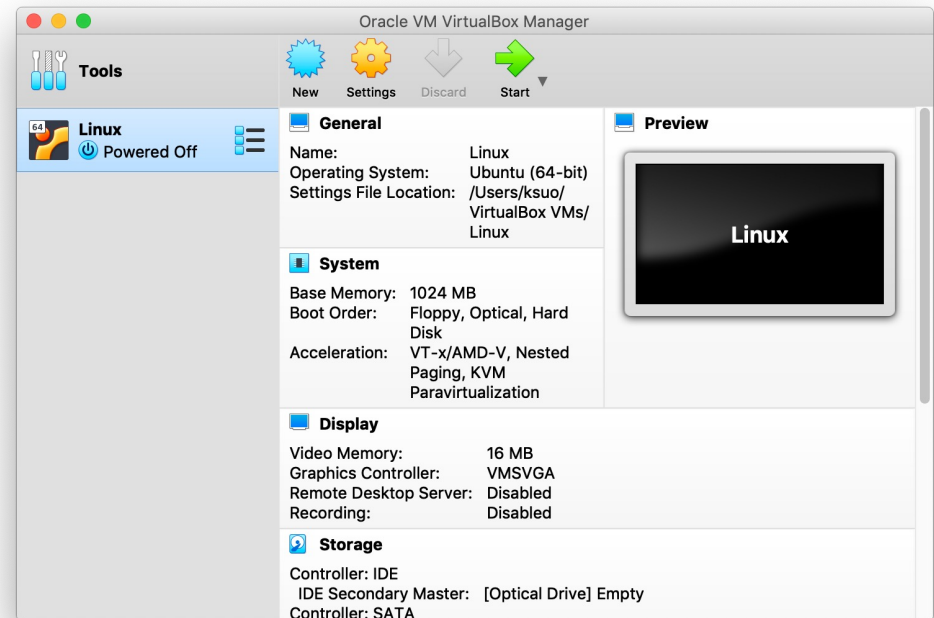 Oracle VM VirtualBox Manager
Tools
New
Settings
Discard
Start
64
Linux
Powered Off
General
Name: Linux
Operating System: Ubuntu (64-bit)
Settings File Location: /Users/ksuo/
VirtualBox VMs/
Linux
Preview
Linux
System
Base Memory: 1024 MB
Boot Order: Floppy, Optical, Hard
Disk
Acceleration: VT-x/AMD-V, Nested
Paging, KVM
Paravirtualization
Display
Video Memory: 16 MB
Graphics Controller: VMSVGA
Remote Desktop Server: Disabled
Recording: Disabled
Storage
Controller: IDE
IDE Secondary Master: [Optical Drive] Empty
Controller: SATA